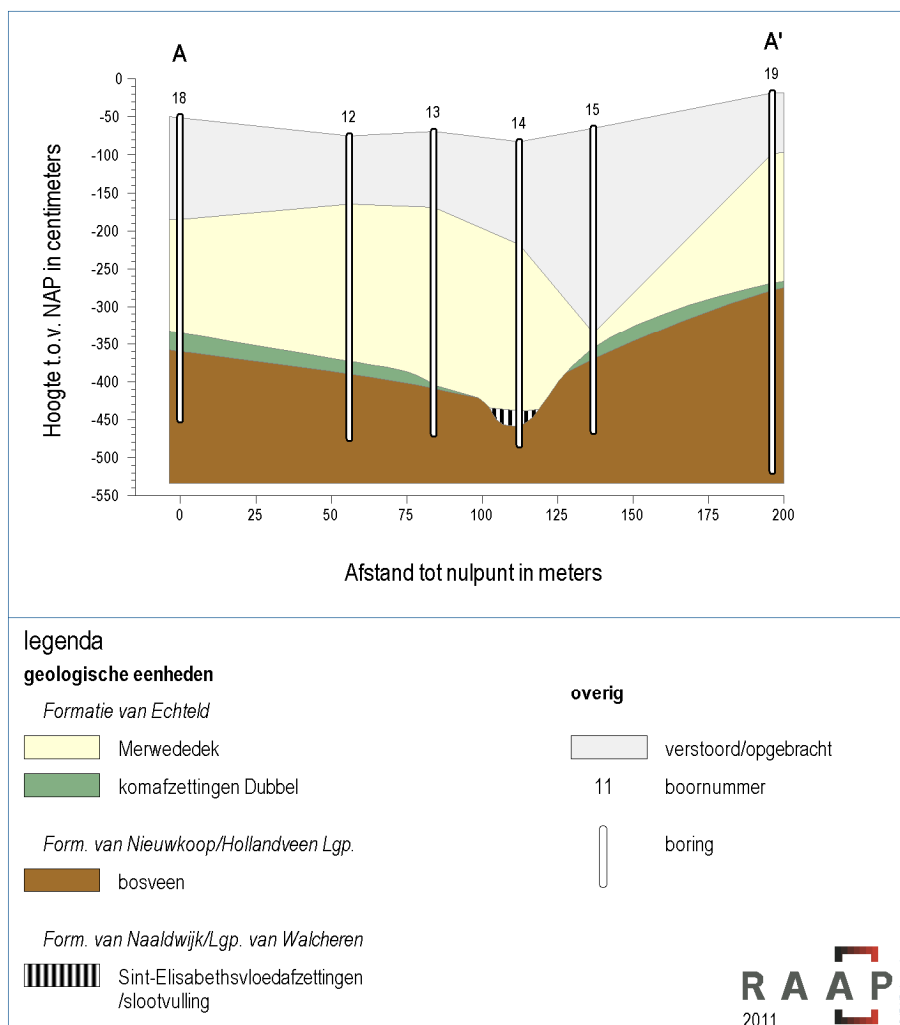 A
A'
18
12
13
14
15
19
0
-50
-100
-150
-200
-250
-300
-350
-400
-450
-500
-550
Hoogte t.o.v. NAP in centimeters
0
25
50
75
100
125
150
175
200
Afstand tot nulpunt in meters
legenda
geologische eenheden
Formatie van Echteld
Merwededek
komafzettingen Dubbel
Form. van Nieuwkoop/Hollandveen Lgp.
bosveen
Form. van Naaldwijk/Lgp. van Walcheren
Sint-Elisabethsvloedafzettingen
/slootvulling
overig
verstoord/opgebracht
11
boornummer
boring
RAAP
2011